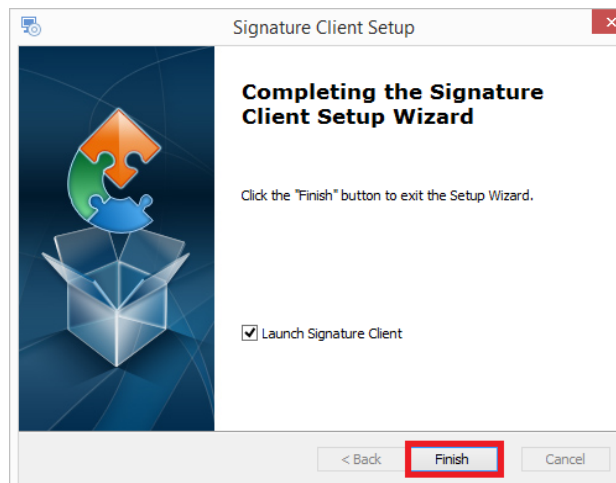 Signature Client Setup
Completing the Signature
Client Setup Wizard
Click the "Finish" button to exit the Setup Wizard.
Launch Signature Client
< Back Finish Cancel